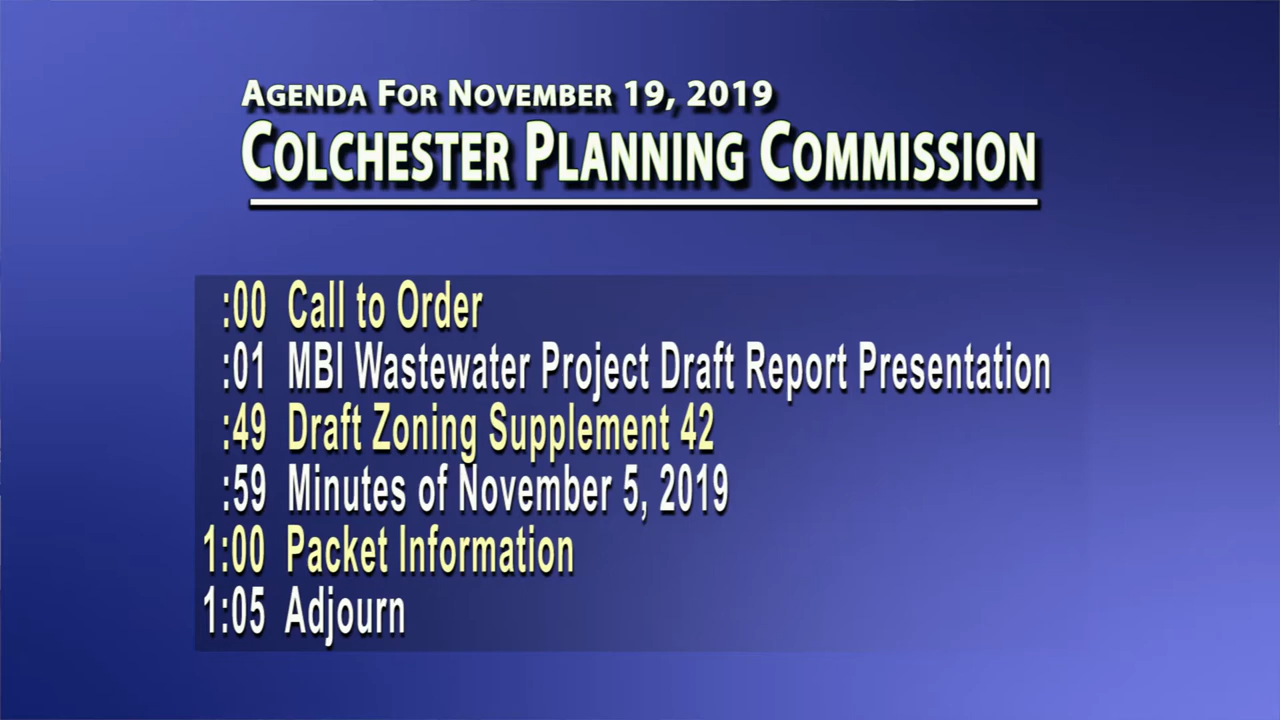 AGENDA FOR NOVEMBER 19, 2019
COLCHESTER PLANNING COMMISSION
:00 Call to Order
:01 MBI Wastewater Project Draft Report Presentation
:49 Draft Zoning Supplement 42
:59 Minutes of November 5, 2019
1:00 Packet Information
1:05 Adjourn